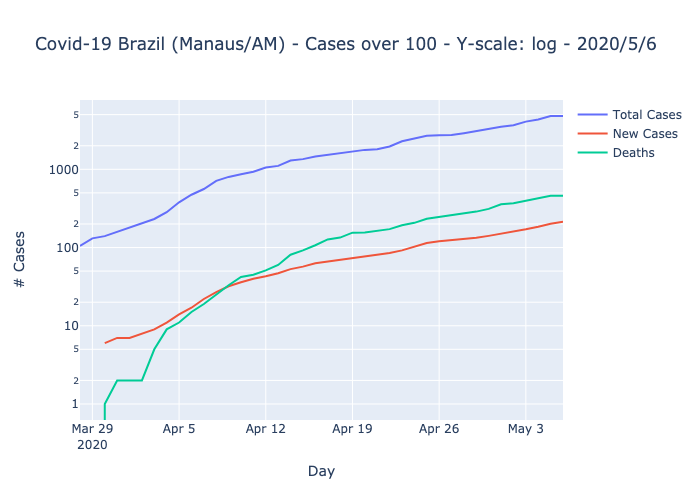 Covid-19 Brazil (Manaus/AM) - Cases over 100 - Y-scale: log - 2020/5/6
Total Cases
New Cases
Deaths
# Cases
5
2
1000
5
2
100
5
2
10
5
2
1
Mar 29
2020
Apr 5
Apr 12
Apr 19
Apr 26
May 3
Day